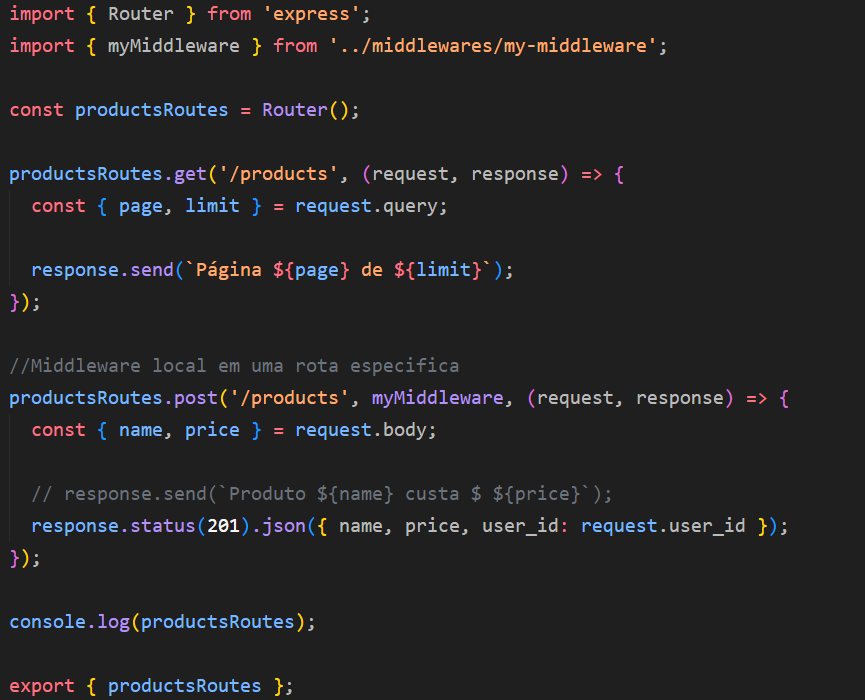 import { Router } from 'express';
import { myMiddleware } from '../middlewares/my-middleware';
const productsRoutes = Router();
productsRoutes.get('/products', (request, response) => {
const { page, limit } = request.query;
response.send(`Página ${page} de ${limit}`);
});
//Middleware local em uma rota especifica
productsRoutes.post('/products', myMiddleware, (request, response) => {
const { name, price } = request.body;
// response.send(`Produto ${name} custa $ ${price}`);
response.status(201).json({ name, price, user_id: request.user_id });
});
console.log(productsRoutes);
export { productsRoutes };